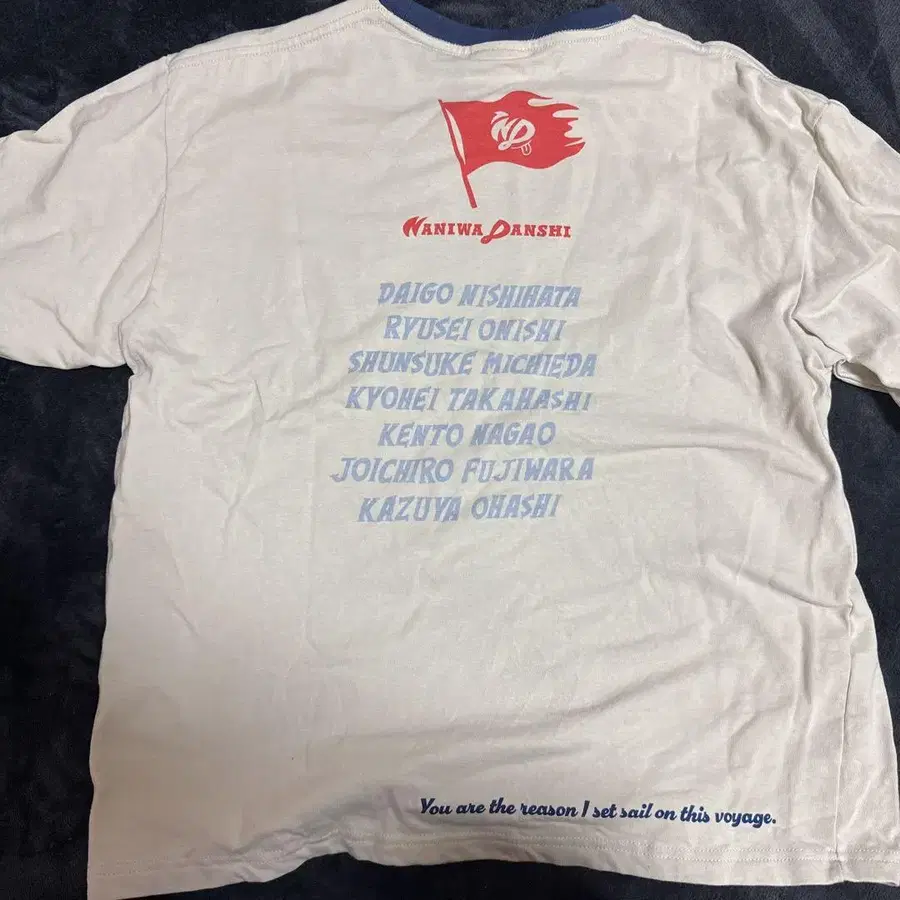 ND
NANIWA DANSHI
DAIGO NISHIHATA
RYUSEI ONISHI
SHUNSUKE MICHIEDA
KYOHEI TAKAHASHI
KENTO NAGAO
JOICHIRO FUJIWARA
KAZUYA OHASHI
You are the reason I set sail on this voyage.